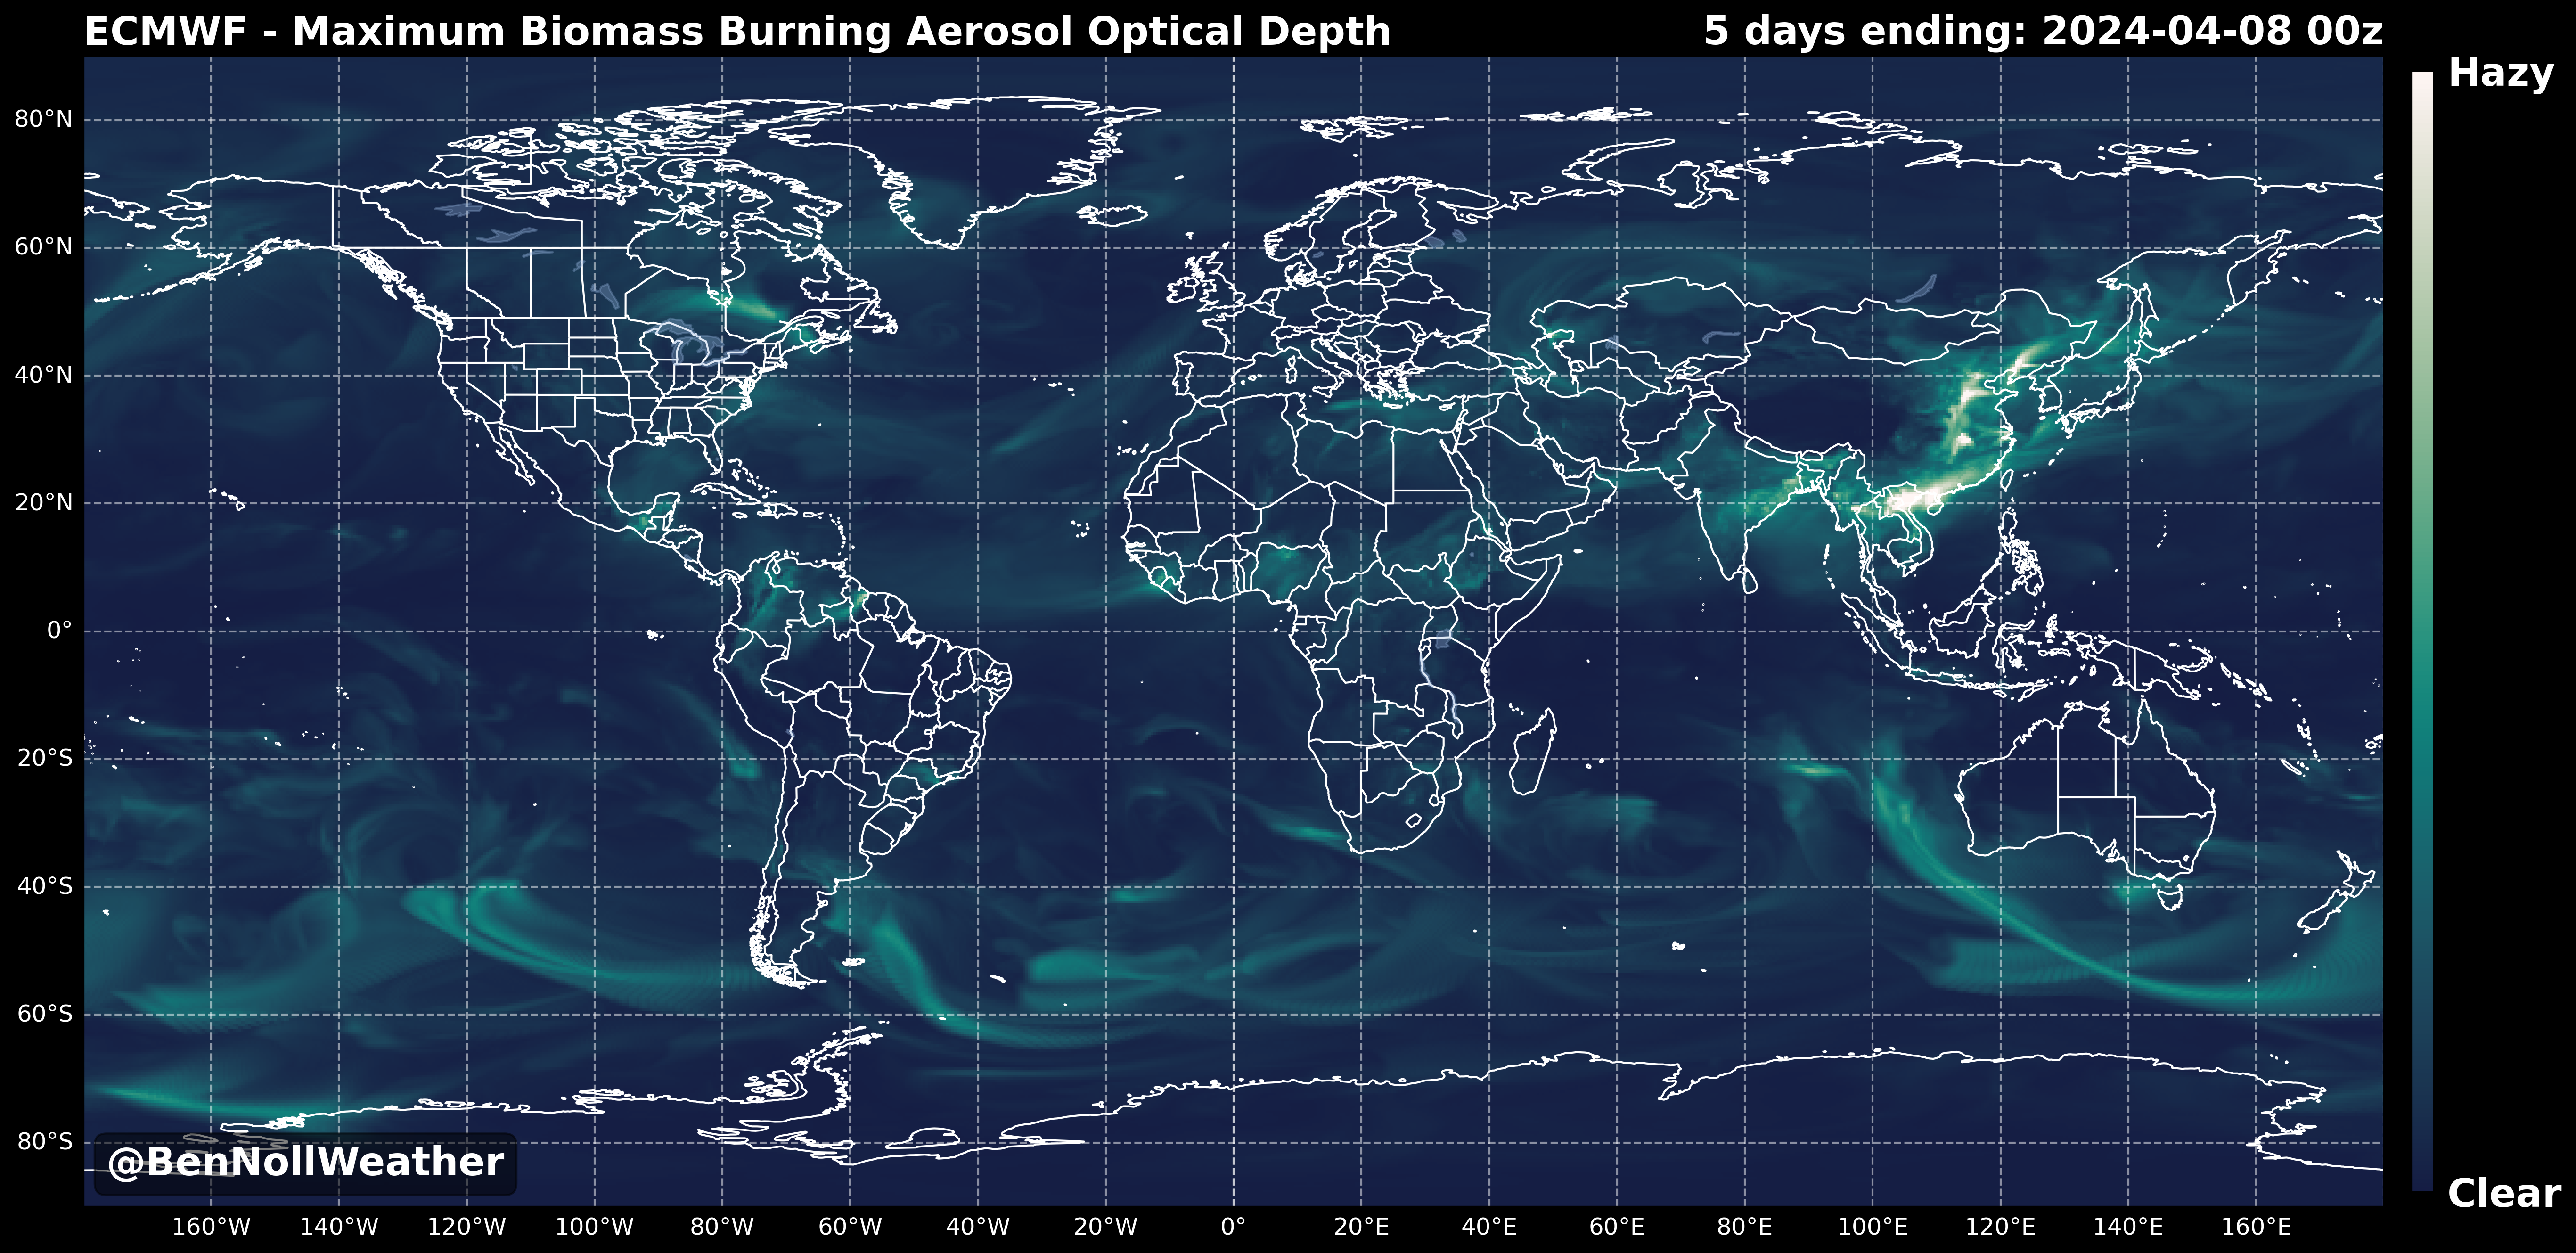 ECMWF - Maximum Biomass Burning Aerosol Optical Depth
5 days ending: 2024-04-08 00z
Hazy
80°N
60°N
40°N
20°N
0°
20°S
40°S
60°S
80°S
@BenNollWeather
Clear
160°W 140°W 120°W 100°W 80°W 60°W 40°W 20°W 0° 20°E 40°E 60°E 80°E 100°E 120°E 140°E 160°E